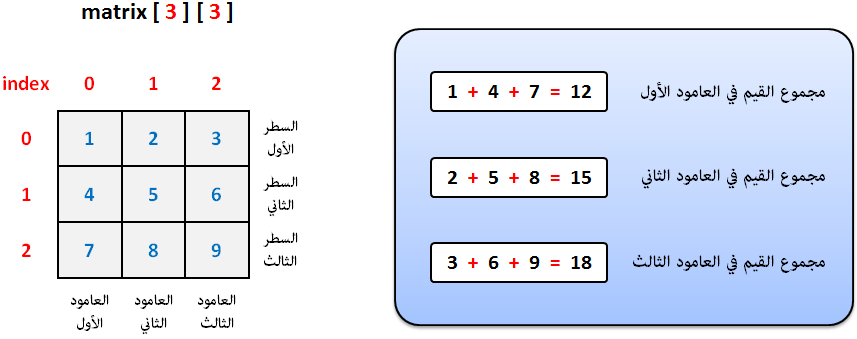 matrix [ 3 ] [ 3 ]
index 0 1 2
0 1 2 3 السطر
الأول
1 4 5 6 السطر
الثاني
2 7 8 9 السطر
الثالث
العامود العامود العامود
الأول الثاني الثالث
مجموع القيم في العامود الأول 1 + 4 + 7 = 12
مجموع القيم في العامود الثاني 2 + 5 + 8 = 15
مجموع القيم في العامود الثالث 3 + 6 + 9 = 18